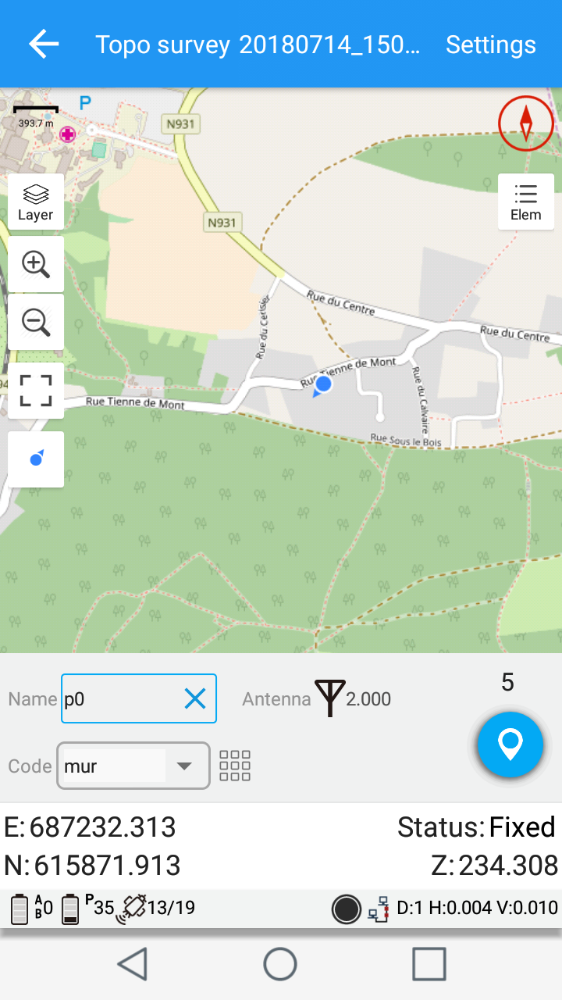 Topo survey 20180714_150... Settings
P
393.7 m
N931
Layer
Elem
N931
Rue du Cerisier
Rue du Centre
Rue du Centre
Rue Tienne de Mont
Rue du Calvaire
Rue Tienne de Mont
Rue Sous le Bois
Name p0 Antenna 2.000
5
Code mur
E: 687232.313 Status: Fixed
N: 615871.913 Z: 234.308
A B 0 P 35 13/19 D:1 H:0.004 V:0.010